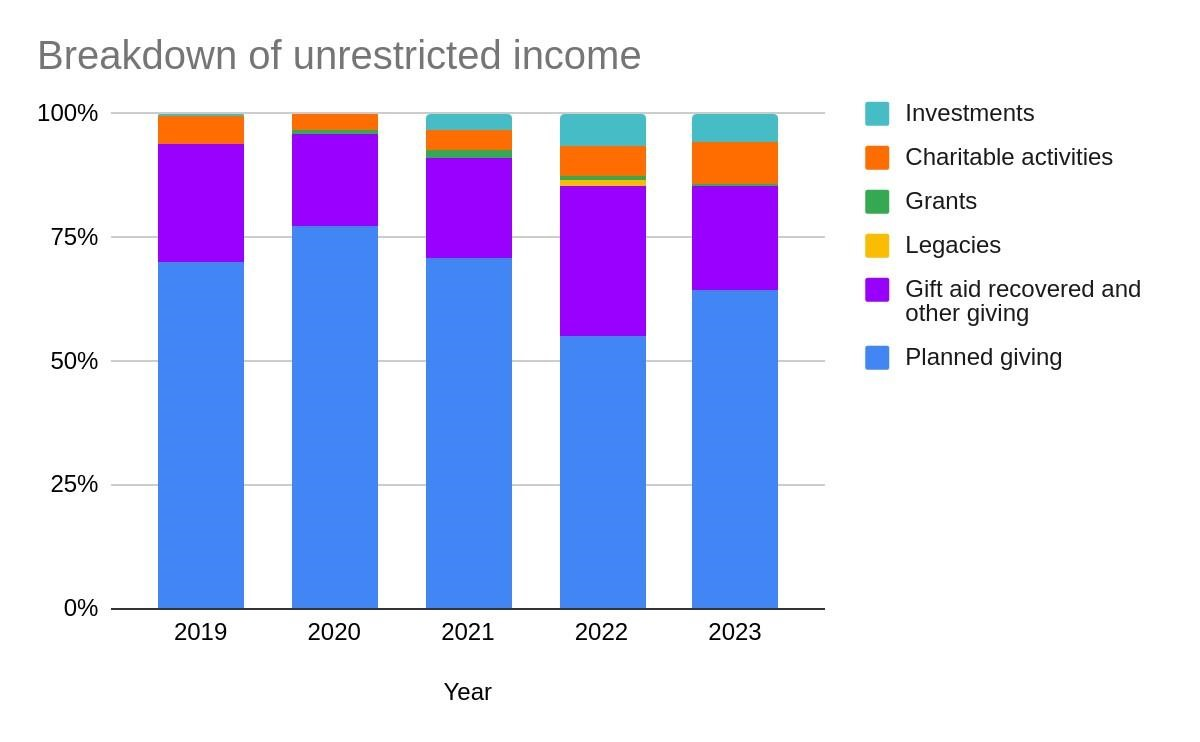 Breakdown of unrestricted income
100%
75%
50%
25%
0%
2019 2020 2021 2022 2023
Year
Investments
Charitable activities
Grants
Legacies
Gift aid recovered and
other giving
Planned giving